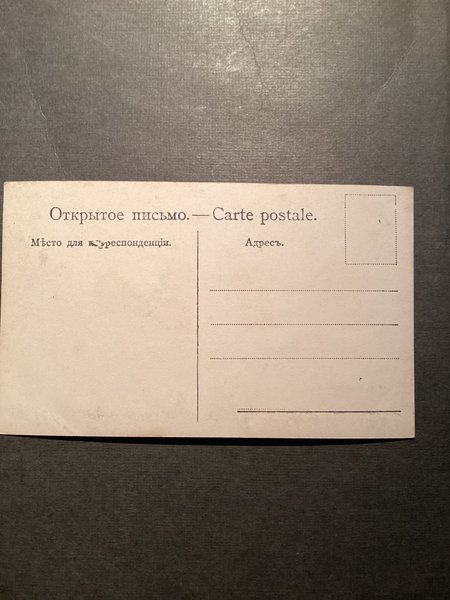 Открытое письмо. — Carte postale.
Мѣсто для корреспонденціи.
Адресъ.